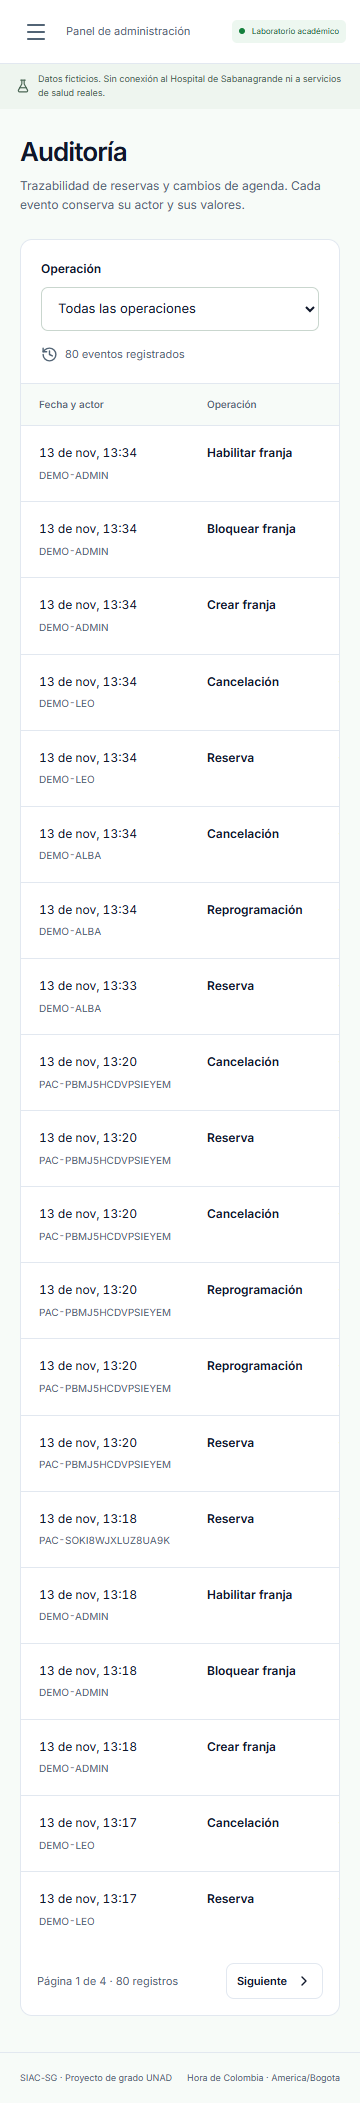 Panel de administración
Laboratorio académico
Datos ficticios. Sin conexión al Hospital de Sabanagrande ni a servicios
de salud reales.
Auditoría
Trazabilidad de reservas y cambios de agenda. Cada
evento conserva su actor y sus valores.
Operación
Todas las operaciones
80 eventos registrados
Fecha y actor Operación
13 de nov, 13:34 Habilitar franja
DEMO-ADMIN
13 de nov, 13:34 Bloquear franja
DEMO-ADMIN
13 de nov, 13:34 Crear franja
DEMO-ADMIN
13 de nov, 13:34 Cancelación
DEMO-LEO
13 de nov, 13:34 Reserva
DEMO-LEO
13 de nov, 13:34 Cancelación
DEMO-ALBA
13 de nov, 13:34 Reprogramación
DEMO-ALBA
13 de nov, 13:33 Reserva
DEMO-ALBA
13 de nov, 13:20 Cancelación
PAC-PBMJ5HCDVPSIEYEM
13 de nov, 13:20 Reserva
PAC-PBMJ5HCDVPSIEYEM
13 de nov, 13:20 Cancelación
PAC-PBMJ5HCDVPSIEYEM
13 de nov, 13:20 Reprogramación
PAC-PBMJ5HCDVPSIEYEM
13 de nov, 13:20 Reprogramación
PAC-PBMJ5HCDVPSIEYEM
13 de nov, 13:20 Reserva
PAC-PBMJ5HCDVPSIEYEM
13 de nov, 13:18 Reserva
PAC-SOKI8WJXLUZ8UA9K
13 de nov, 13:18 Habilitar franja
DEMO-ADMIN
13 de nov, 13:18 Bloquear franja
DEMO-ADMIN
13 de nov, 13:18 Crear franja
DEMO-ADMIN
13 de nov, 13:17 Cancelación
DEMO-LEO
13 de nov, 13:17 Reserva
DEMO-LEO
Página 1 de 4 · 80 registros Siguiente
SIAC-SG · Proyecto de grado UNAD Hora de Colombia · America/Bogota